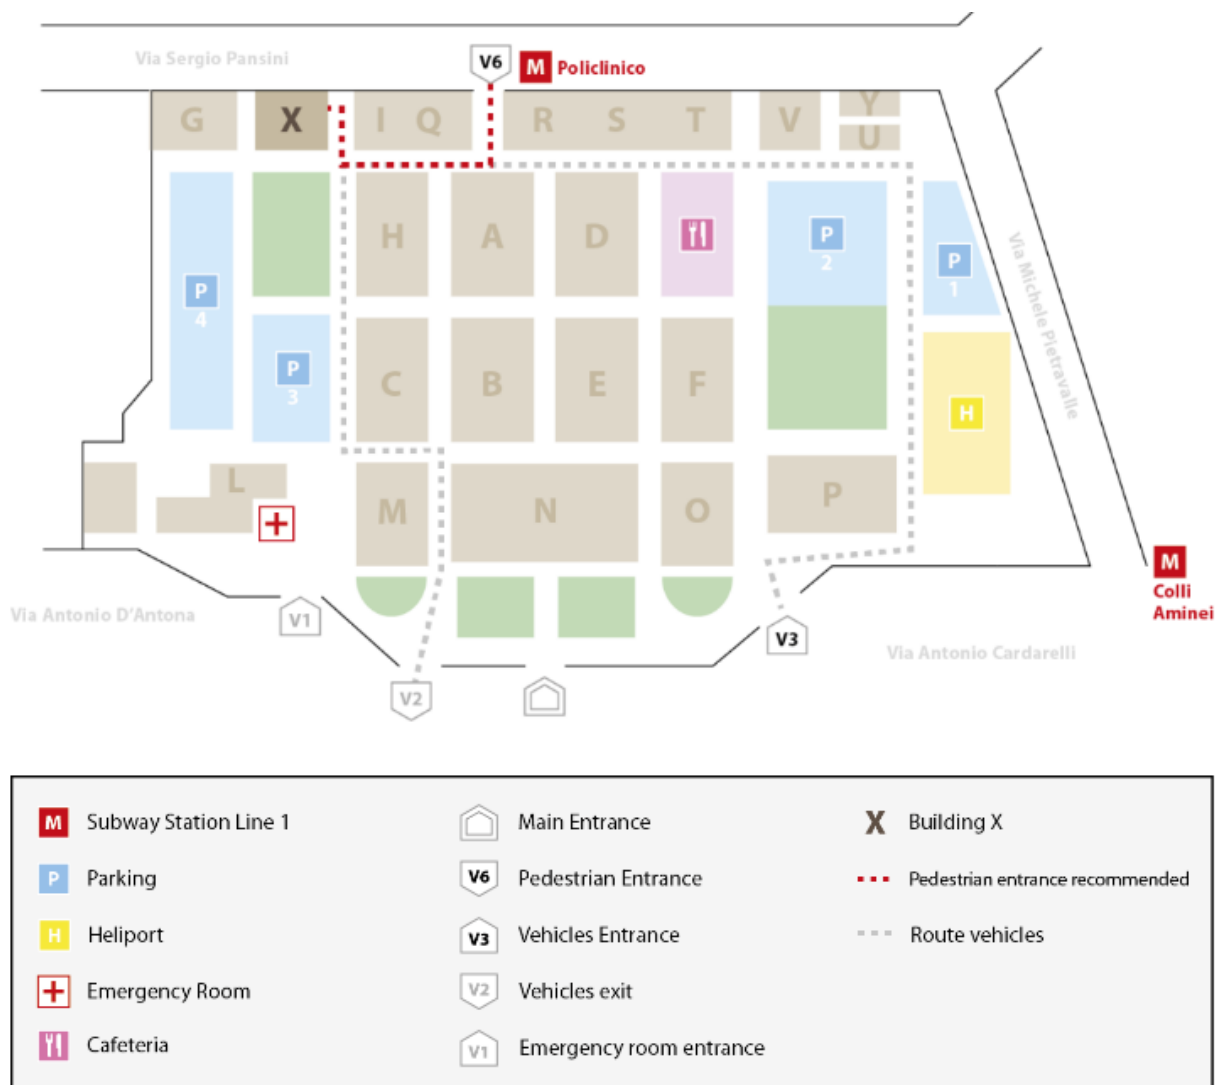 Via Sergio Pansini
V6
M
Policlinico
G
X
I
Q
R
S
T
V
Y
U
H
A
D
P
2
P
1
P
4
Via Michele Pietravalle
C
B
E
F
P
3
H
L
M
N
O
P
M
Colli
Aminei
Via Antonio D'Antona
V1
V3
Via Antonio Cardarelli
V2
M Subway Station Line 1
Main Entrance
X Building X
P Parking
V6 Pedestrian Entrance
Pedestrian entrance recommended
H Heliport
V3 Vehicles Entrance
Route vehicles
Emergency Room
V2 Vehicles exit
Cafeteria
V1 Emergency room entrance